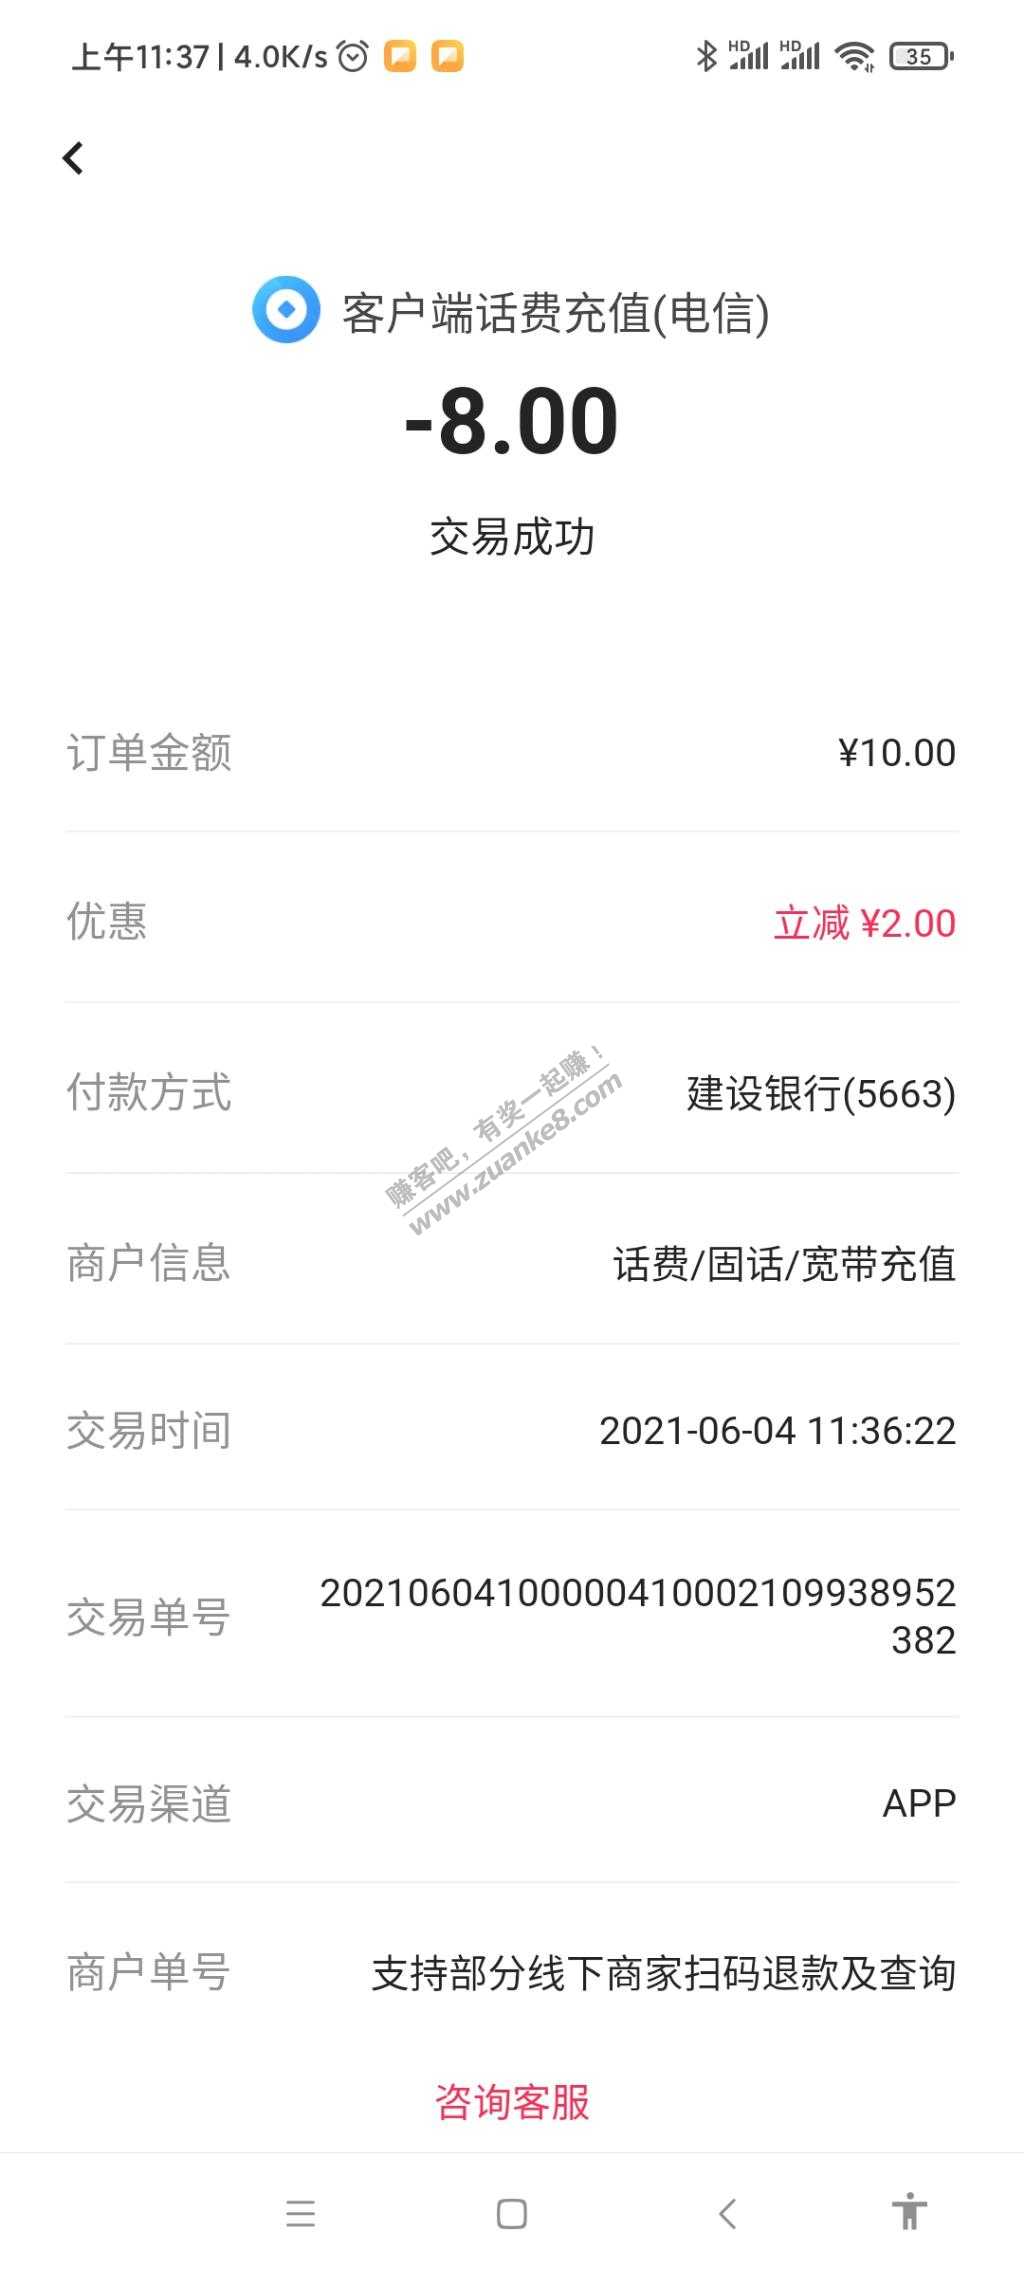 上午11:37 | 4.0K/s HD HD 35
客户端话费充值(电信)
-8.00
交易成功
订单金额 ¥10.00
优惠 立减 ¥2.00
付款方式 建设银行(5663)
赚客吧，有奖一起赚！
www.zuanke8.com
商户信息 话费/固话/宽带充值
交易时间 2021-06-04 11:36:22
交易单号 20210604100000410002109938952
382
交易渠道 APP
商户单号 支持部分线下商家扫码退款及查询
咨询客服